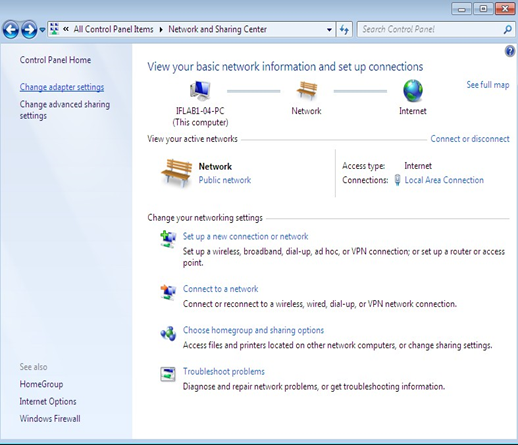 « All Control Panel Items ▸ Network and Sharing Center
Search Control Panel
Control Panel Home
Change adapter settings
Change advanced sharing
settings
See also
HomeGroup
Internet Options
Windows Firewall
View your basic network information and set up connections
See full map
IFLAB1-04-PC
(This computer)
Network
Internet
View your active networks
Connect or disconnect
Network
Public network
Access type: Internet
Connections: Local Area Connection
Change your networking settings
Set up a new connection or network
Set up a wireless, broadband, dial-up, ad hoc, or VPN connection; or set up a router or access
point.
Connect to a network
Connect or reconnect to a wireless, wired, dial-up, or VPN network connection.
Choose homegroup and sharing options
Access files and printers located on other network computers, or change sharing settings.
Troubleshoot problems
Diagnose and repair network problems, or get troubleshooting information.